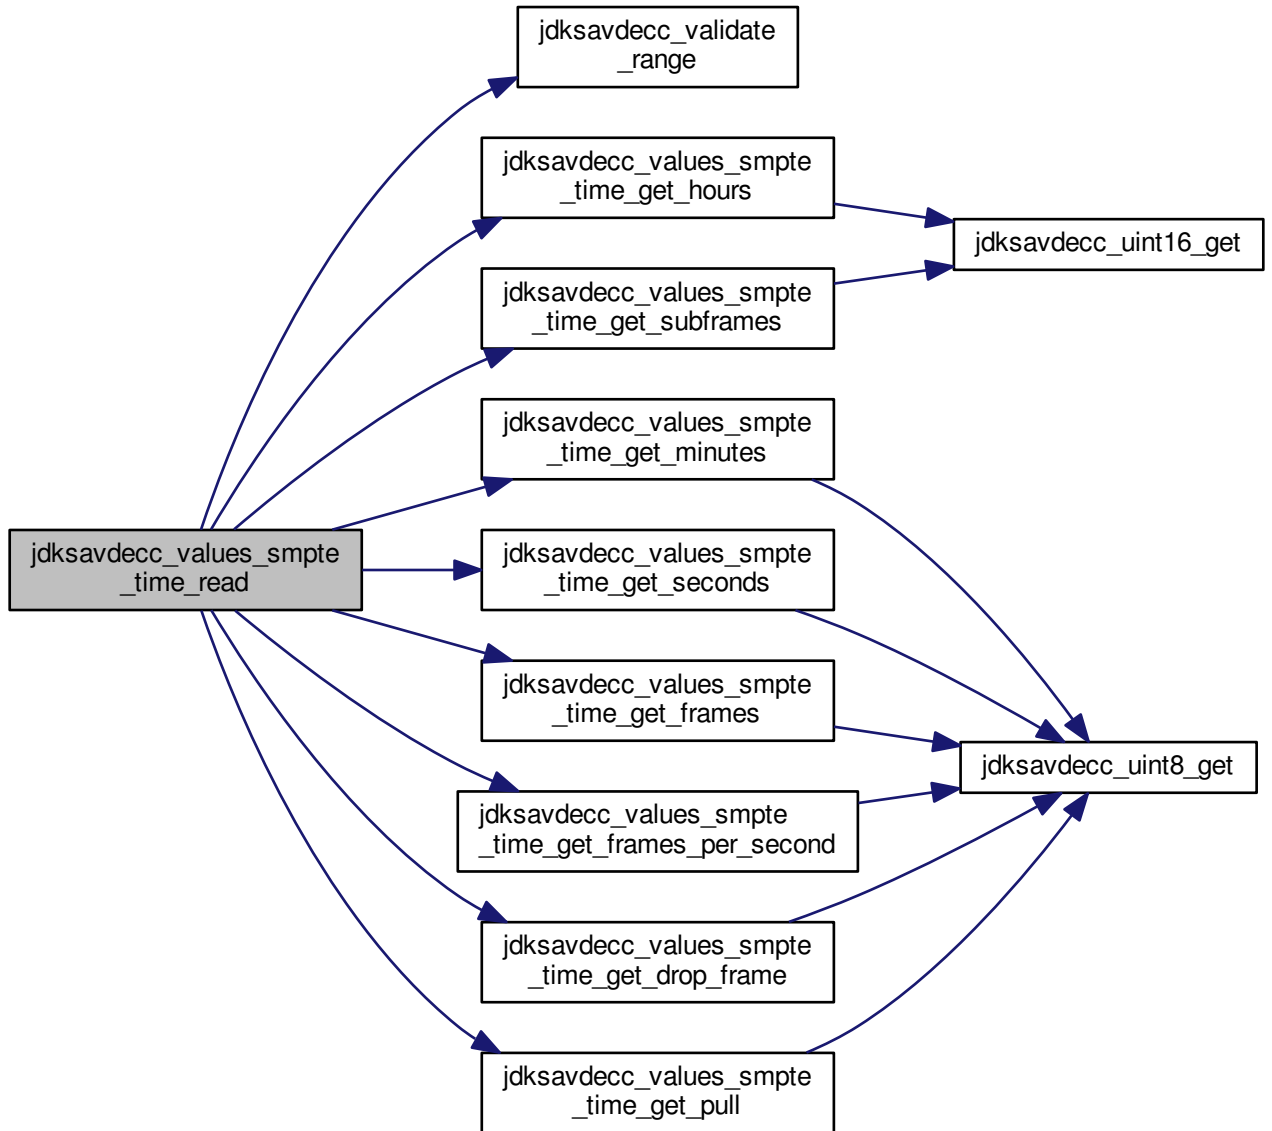 jdksavdecc_validate
_range
jdksavdecc_values_smpte
_time_get_hours
jdksavdecc_uint16_get
jdksavdecc_values_smpte
_time_get_subframes
jdksavdecc_values_smpte
_time_get_minutes
jdksavdecc_values_smpte
_time_read
jdksavdecc_values_smpte
_time_get_seconds
jdksavdecc_values_smpte
_time_get_frames
jdksavdecc_uint8_get
jdksavdecc_values_smpte
_time_get_frames_per_second
jdksavdecc_values_smpte
_time_get_drop_frame
jdksavdecc_values_smpte
_time_get_pull